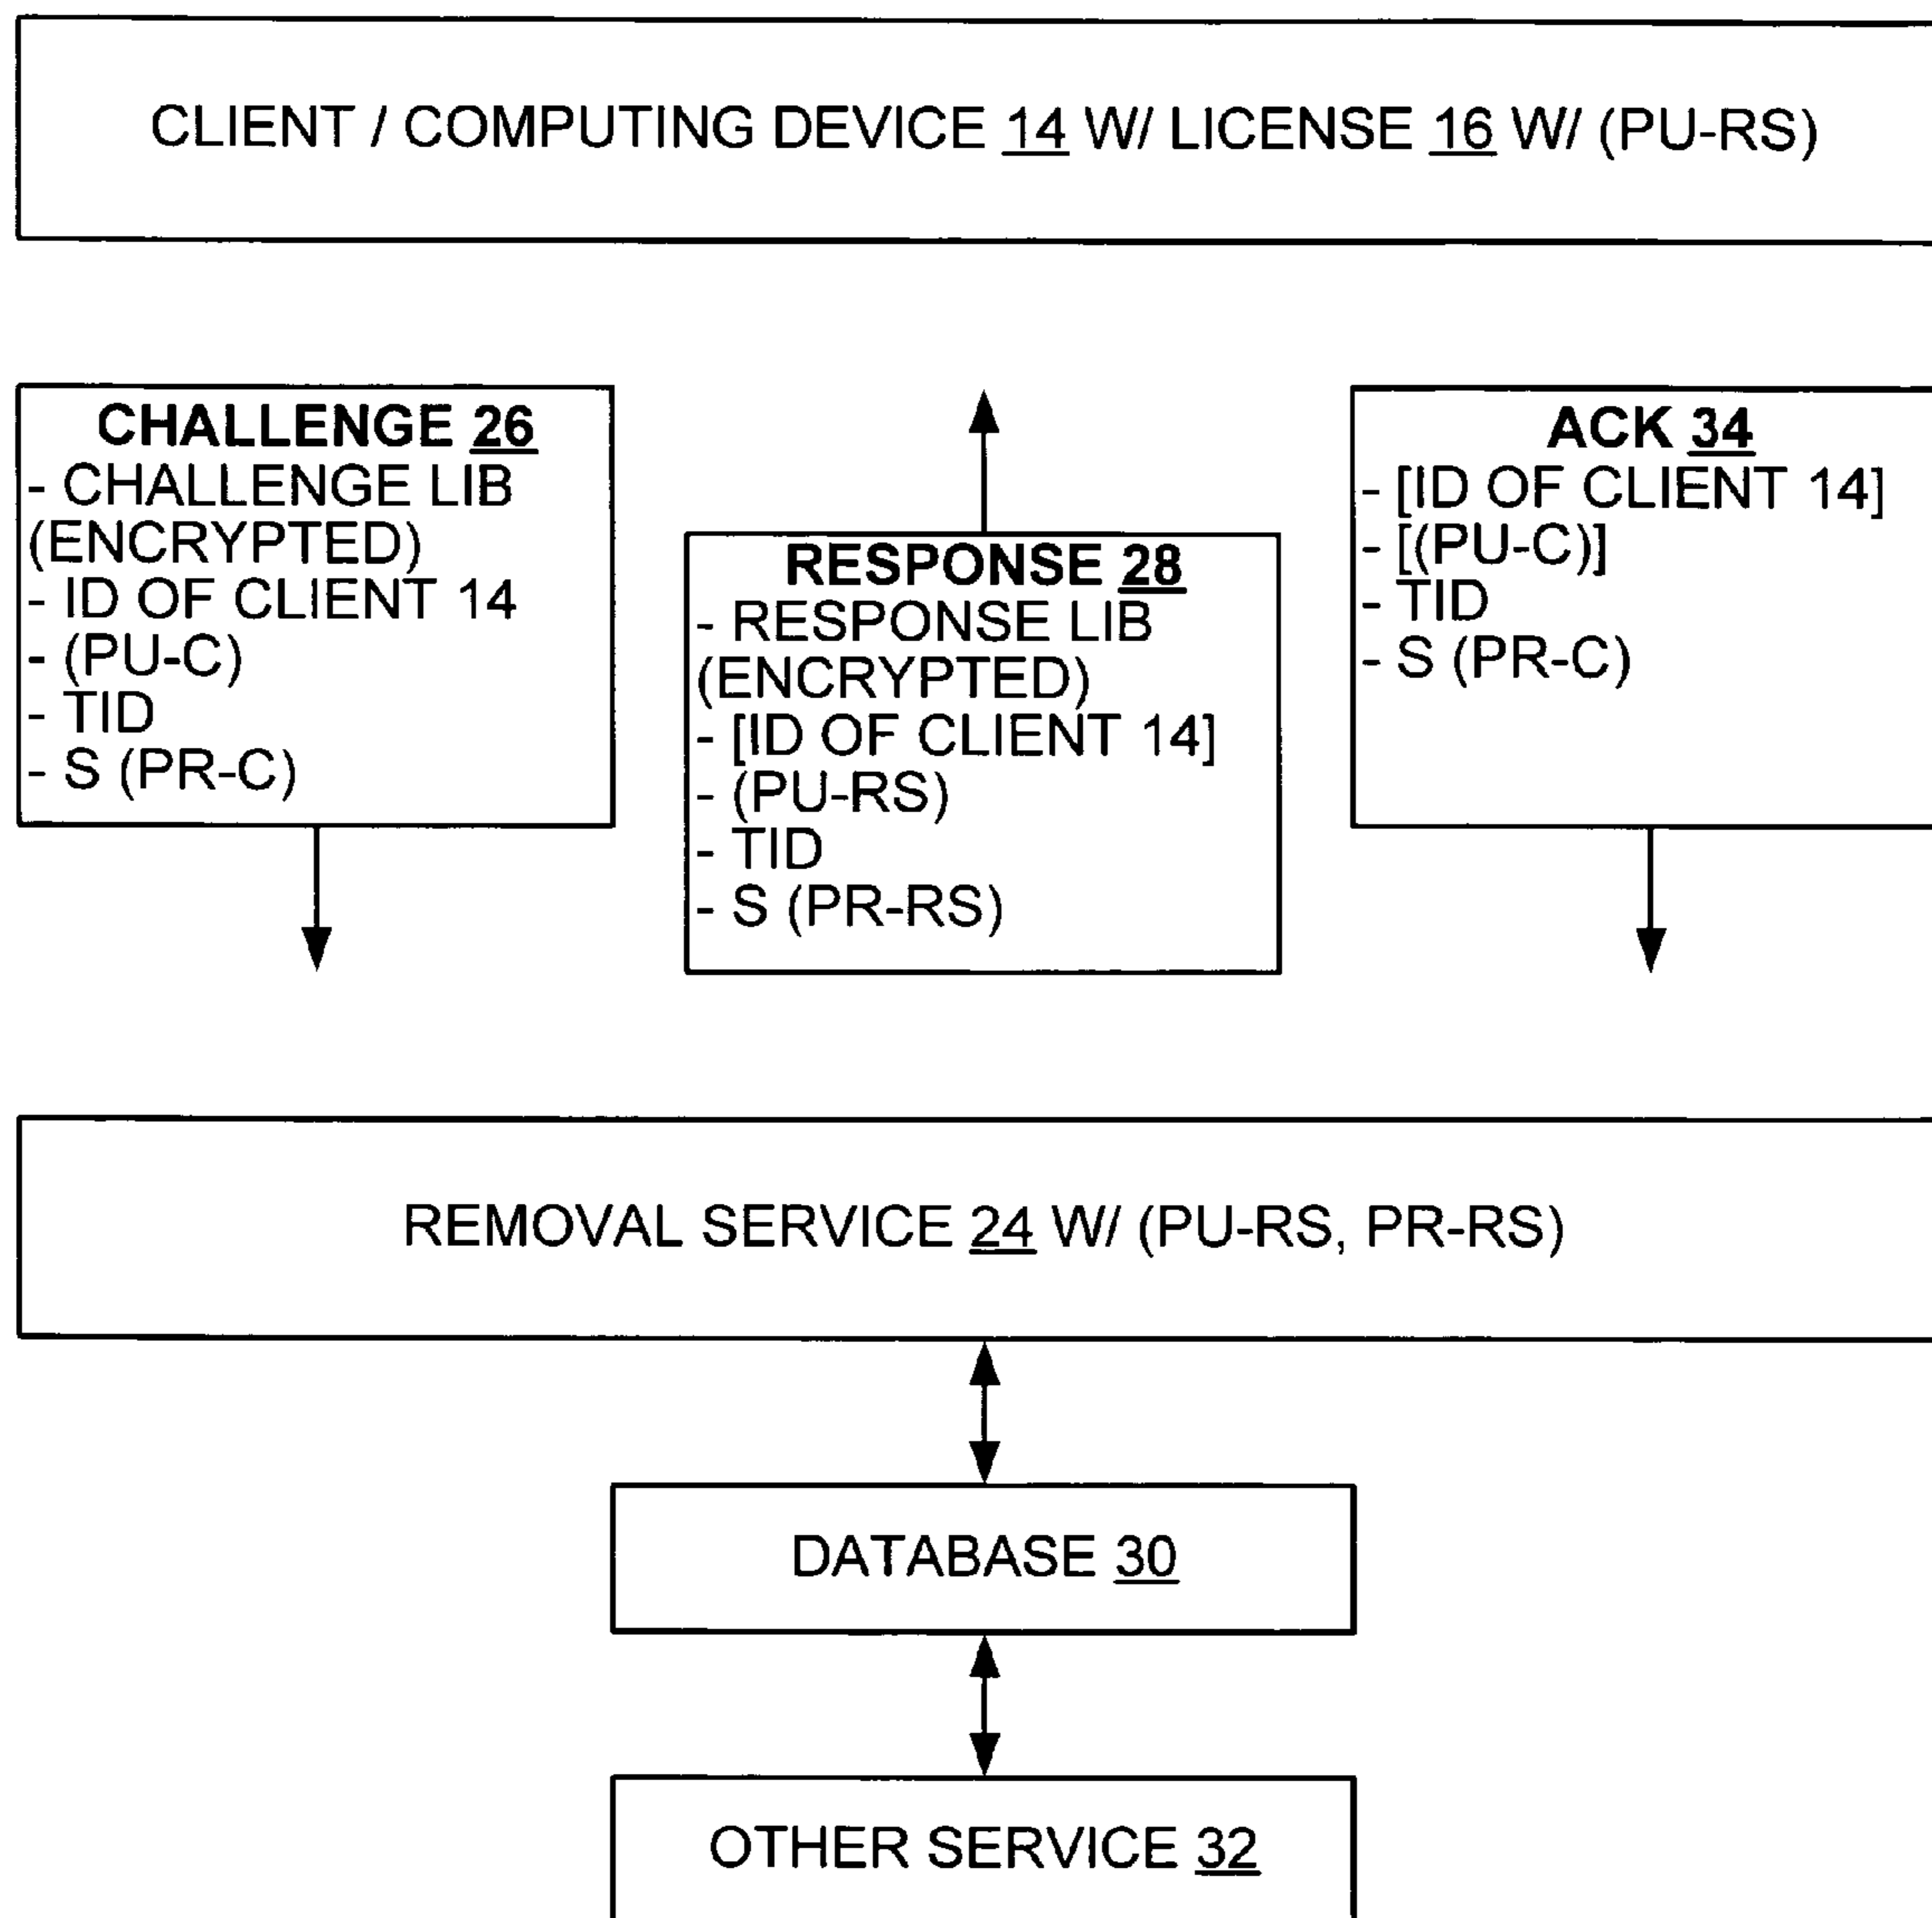 CLIENT / COMPUTING DEVICE 14 W/ LICENSE 16 W/ (PU-RS)
CHALLENGE 26
- CHALLENGE LIB
(ENCRYPTED)
- ID OF CLIENT 14
- (PU-C)
- TID
- S (PR-C)
RESPONSE 28
- RESPONSE LIB
(ENCRYPTED)
- [ID OF CLIENT 14]
- (PU-RS)
- TID
- S (PR-RS)
ACK 34
- [ID OF CLIENT 14]
- [(PU-C)]
- TID
- S (PR-C)
REMOVAL SERVICE 24 W/ (PU-RS, PR-RS)
DATABASE 30
OTHER SERVICE 32